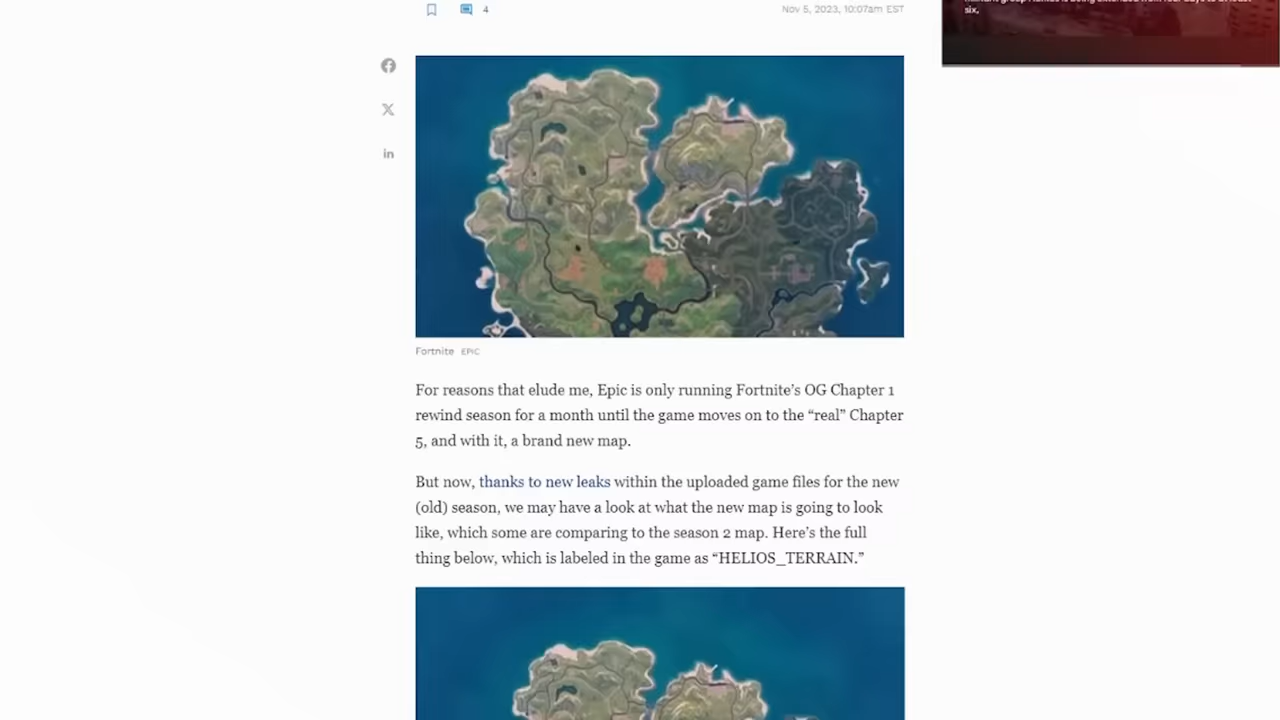 4
Nov 5, 2023, 10:07am EST
six,
Fortnite EPIC
For reasons that elude me, Epic is only running Fortnite’s OG Chapter 1
rewind season for a month until the game moves on to the “real” Chapter
5, and with it, a brand new map.
But now, thanks to new leaks within the uploaded game files for the new
(old) season, we may have a look at what the new map is going to look
like, which some are comparing to the season 2 map. Here’s the full
thing below, which is labeled in the game as “HELIOS_TERRAIN.”